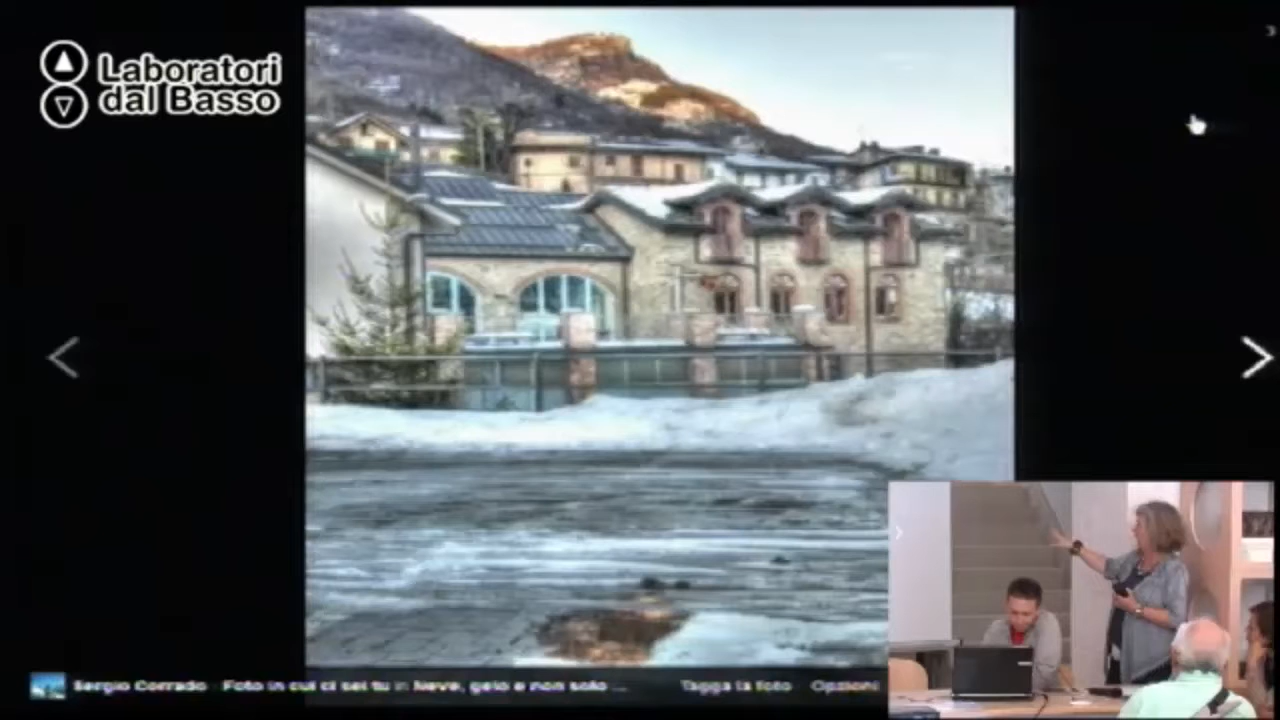 Laboratori
dal Basso
3
Sergio Corrado Foto in cui ci sei tu in Neve, gelo e non solo ... Tagga la foto Opzioni